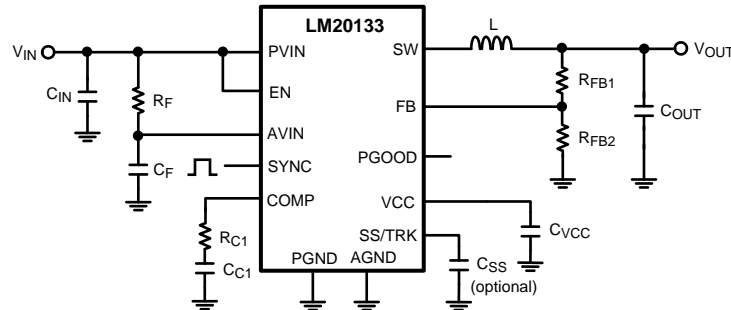 LM20133
VIN
PVIN
SW
L
VOUT
CIN
RF
EN
RFB1
FB
COUT
AVIN
RFB2
CF
SYNC
PGOOD
COMP
VCC
RC1
SS/TRK
CVCC
CC1
PGND
AGND
CSS
(optional)